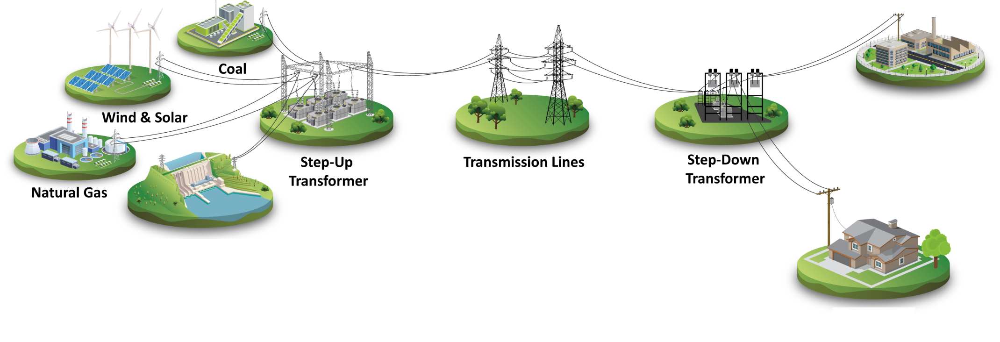 Coal
Wind & Solar
Natural Gas
Step-Up
Transformer
Transmission Lines
Step-Down
Transformer